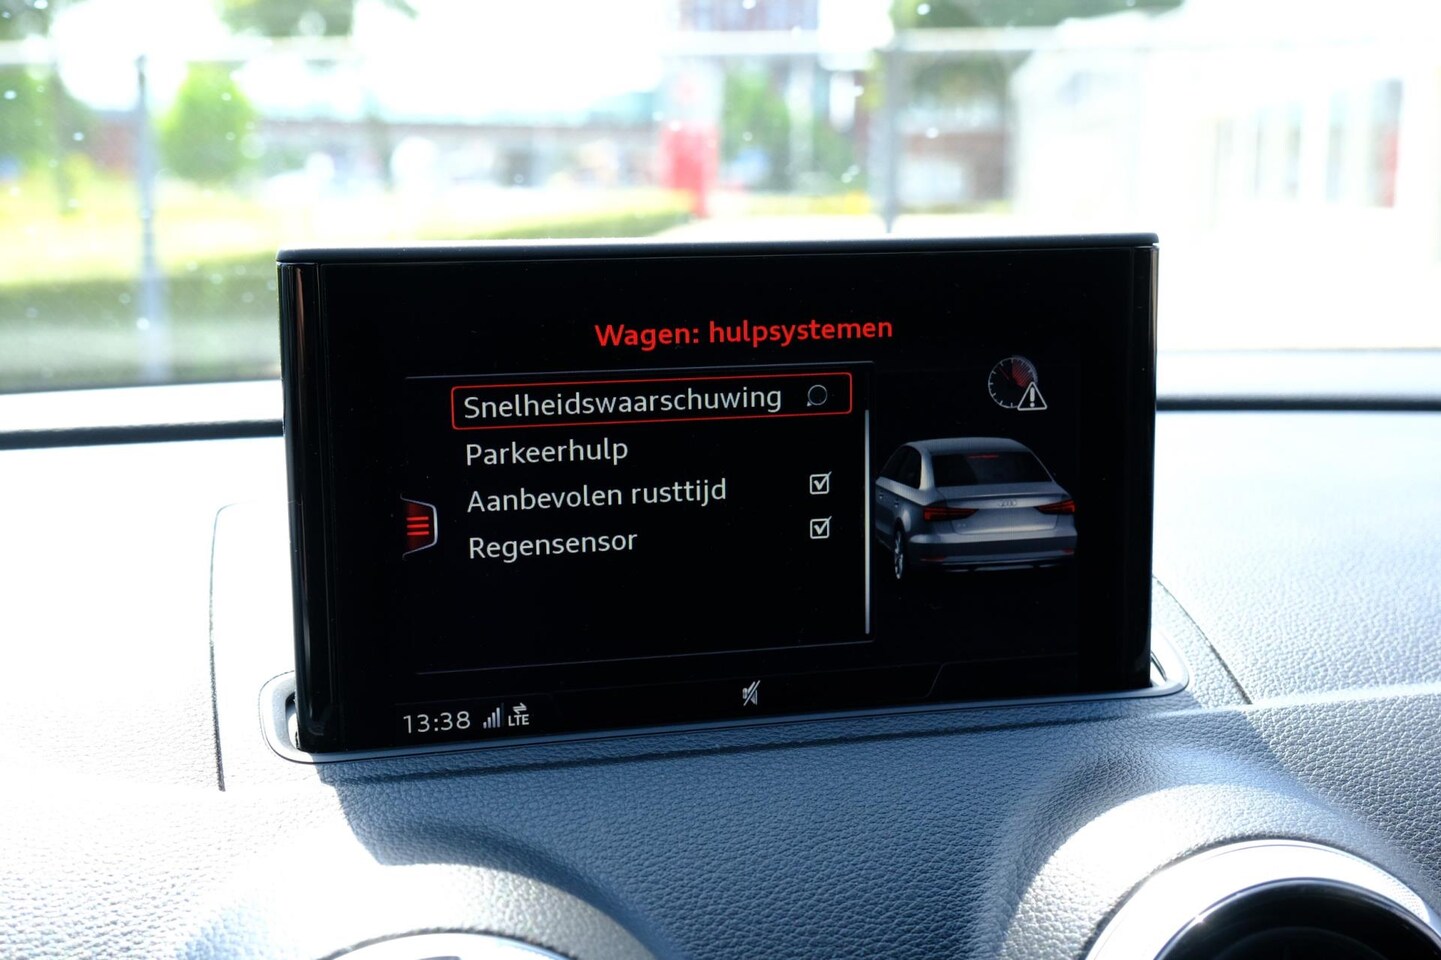 Wagen: hulpsystemen
Snelheidswaarschuwing
Parkeerhulp
Aanbevolen rusttijd
Regensensor
13:38 LTE